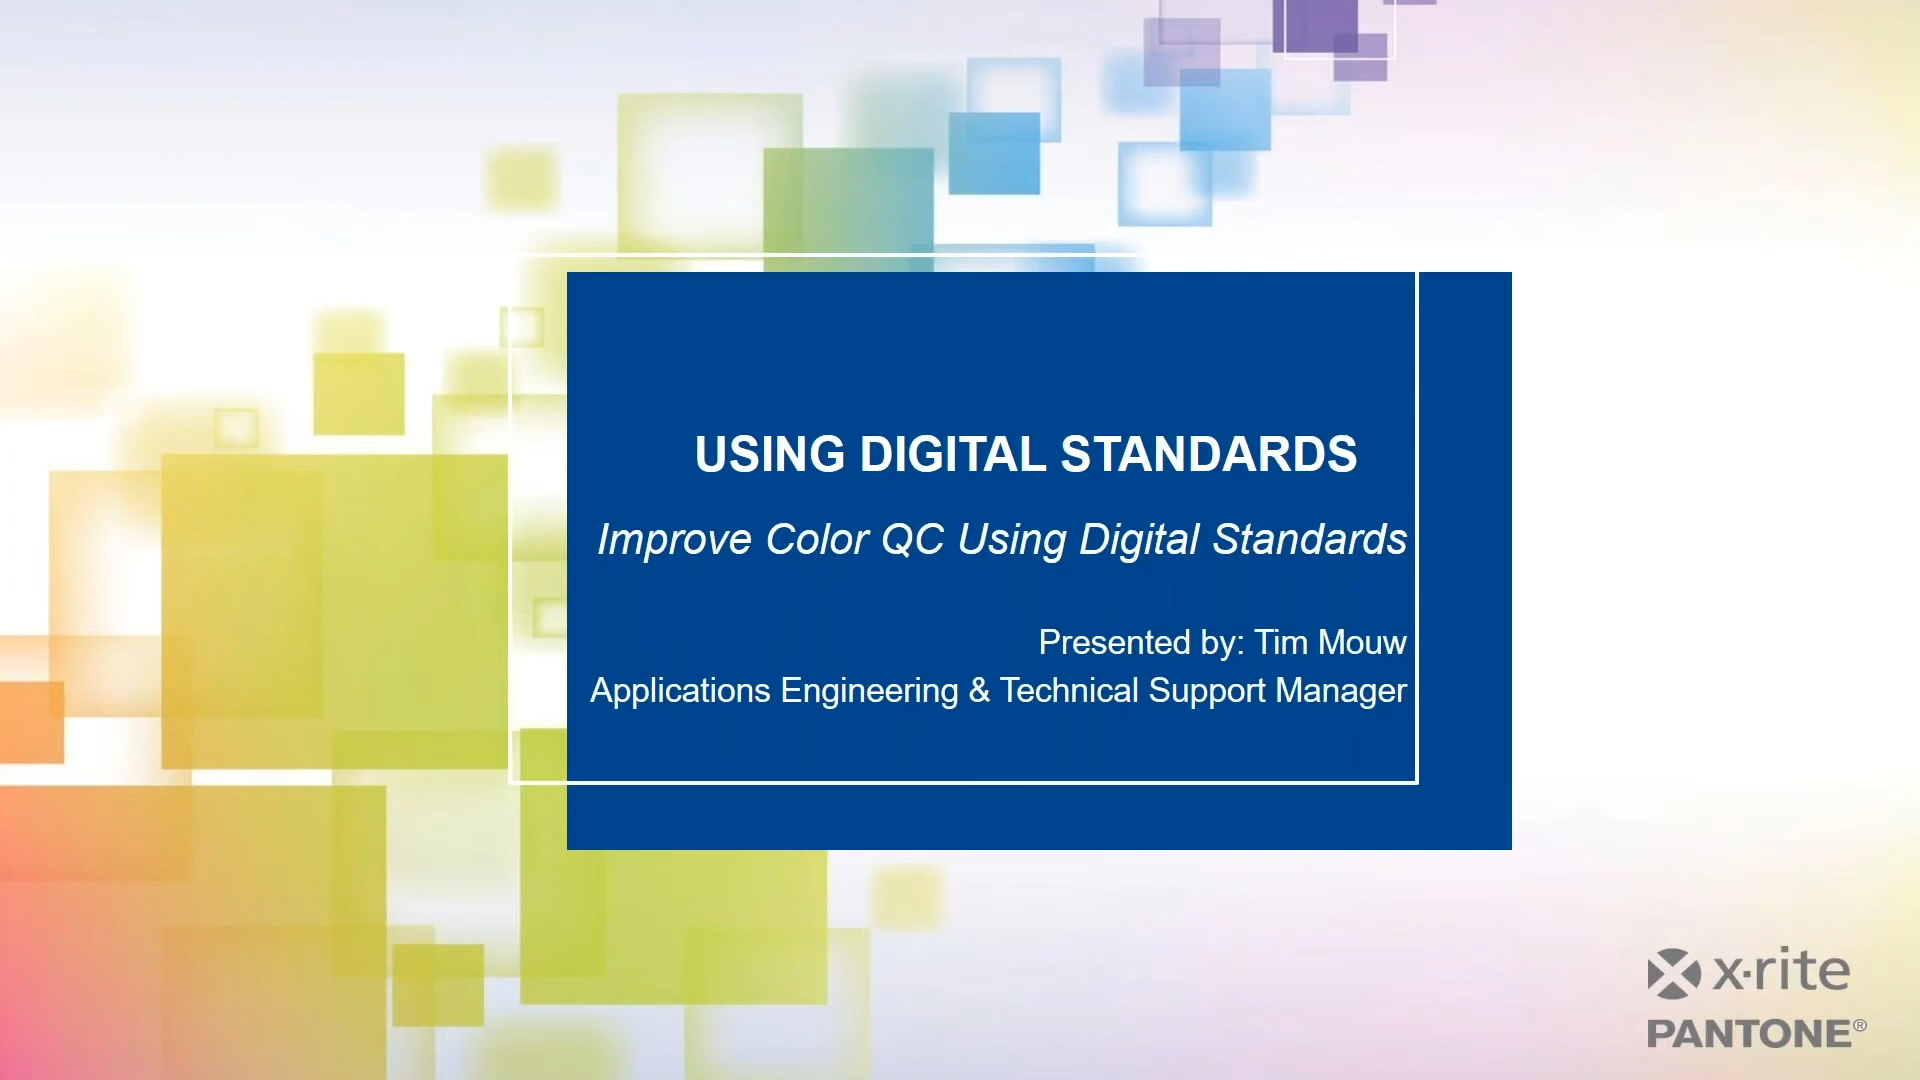 USING DIGITAL STANDARDS
Improve Color QC Using Digital Standards
Presented by: Tim Mouw
Applications Engineering & Technical Support Manager
x·rite
PANTONE®